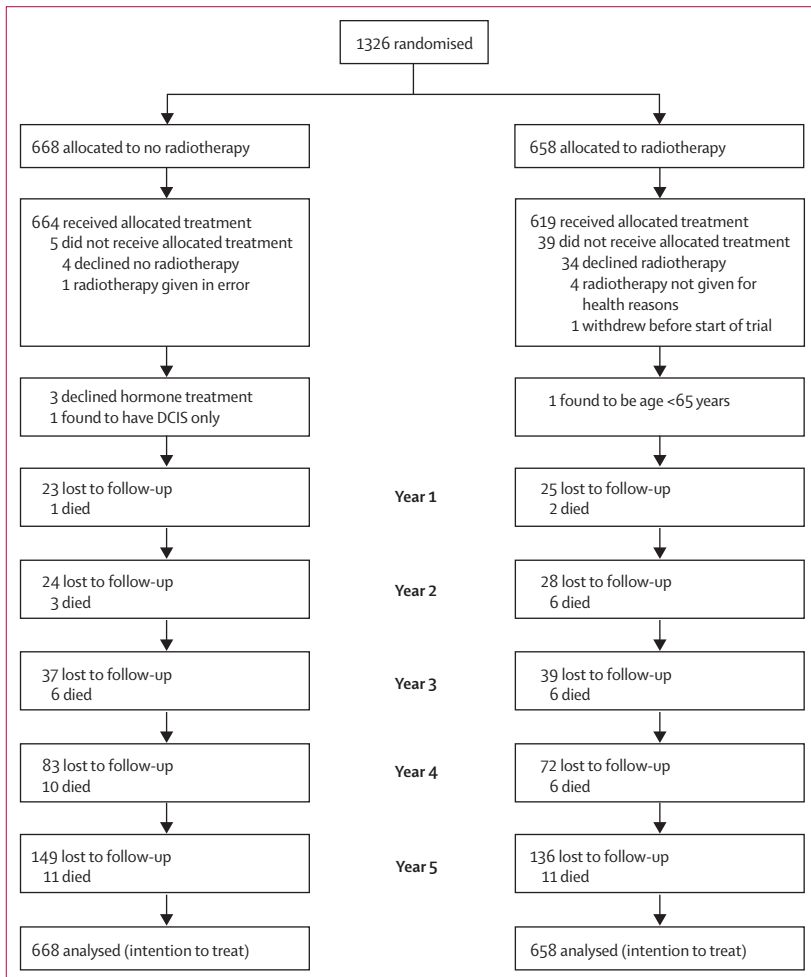 1326 randomised
668 allocated to no radiotherapy
658 allocated to radiotherapy
664 received allocated treatment
5 did not receive allocated treatment
4 declined no radiotherapy
1 radiotherapy given in error
619 received allocated treatment
39 did not receive allocated treatment
34 declined radiotherapy
4 radiotherapy not given for
health reasons
1 withdrew before start of trial
3 declined hormone treatment
1 found to have DCIS only
1 found to be age <65 years
23 lost to follow-up
1 died
Year 1
25 lost to follow-up
2 died
24 lost to follow-up
3 died
Year 2
28 lost to follow-up
6 died
37 lost to follow-up
6 died
Year 3
39 lost to follow-up
6 died
83 lost to follow-up
10 died
Year 4
72 lost to follow-up
6 died
149 lost to follow-up
11 died
Year 5
136 lost to follow-up
11 died
668 analysed (intention to treat)
658 analysed (intention to treat)